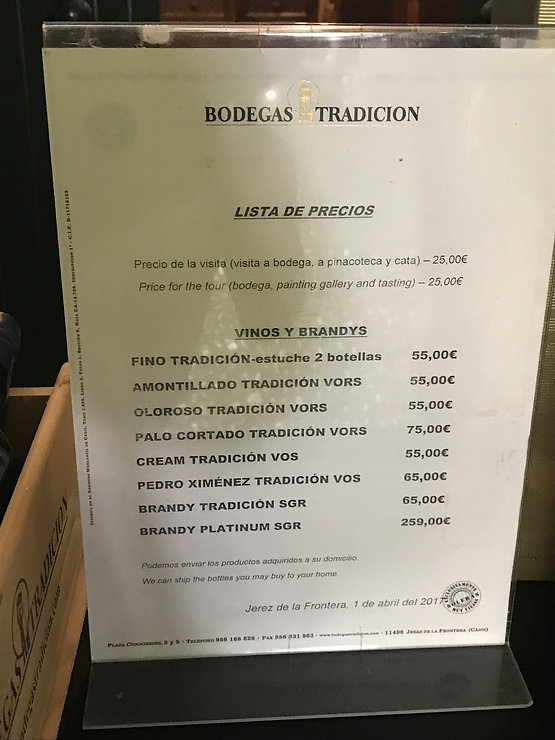 BODEGAS TRADICION
LISTA DE PRECIOS
Precio de la visita (visita a bodega, a pinacoteca y cata) – 25,00€
Price for the tour (bodega, painting gallery and tasting) – 25,00€
VINOS Y BRANDYS
FINO TRADICIÓN-estuche 2 botellas 55,00€
AMONTILLADO TRADICIÓN VORS 55,00€
OLOROSO TRADICIÓN VORS 55,00€
PALO CORTADO TRADICIÓN VORS 75,00€
CREAM TRADICIÓN VOS 55,00€
PEDRO XIMÉNEZ TRADICIÓN VOS 65,00€
BRANDY TRADICIÓN SGR 65,00€
BRANDY PLATINUM SGR 259,00€
Podemos enviar los productos adquiridos a su domicilio.
We can ship the bottles you may buy to your home.
Jerez de la Frontera, 1 de abril del 2017
PLAZA CORDOBESES, 3 y 5 · TELÉFONO 956 168 628 · FAX 956 331 963 · www.bodegastradicion.com · 11408 JEREZ DE LA FRONTERA (CÁDIZ)
TRADICION